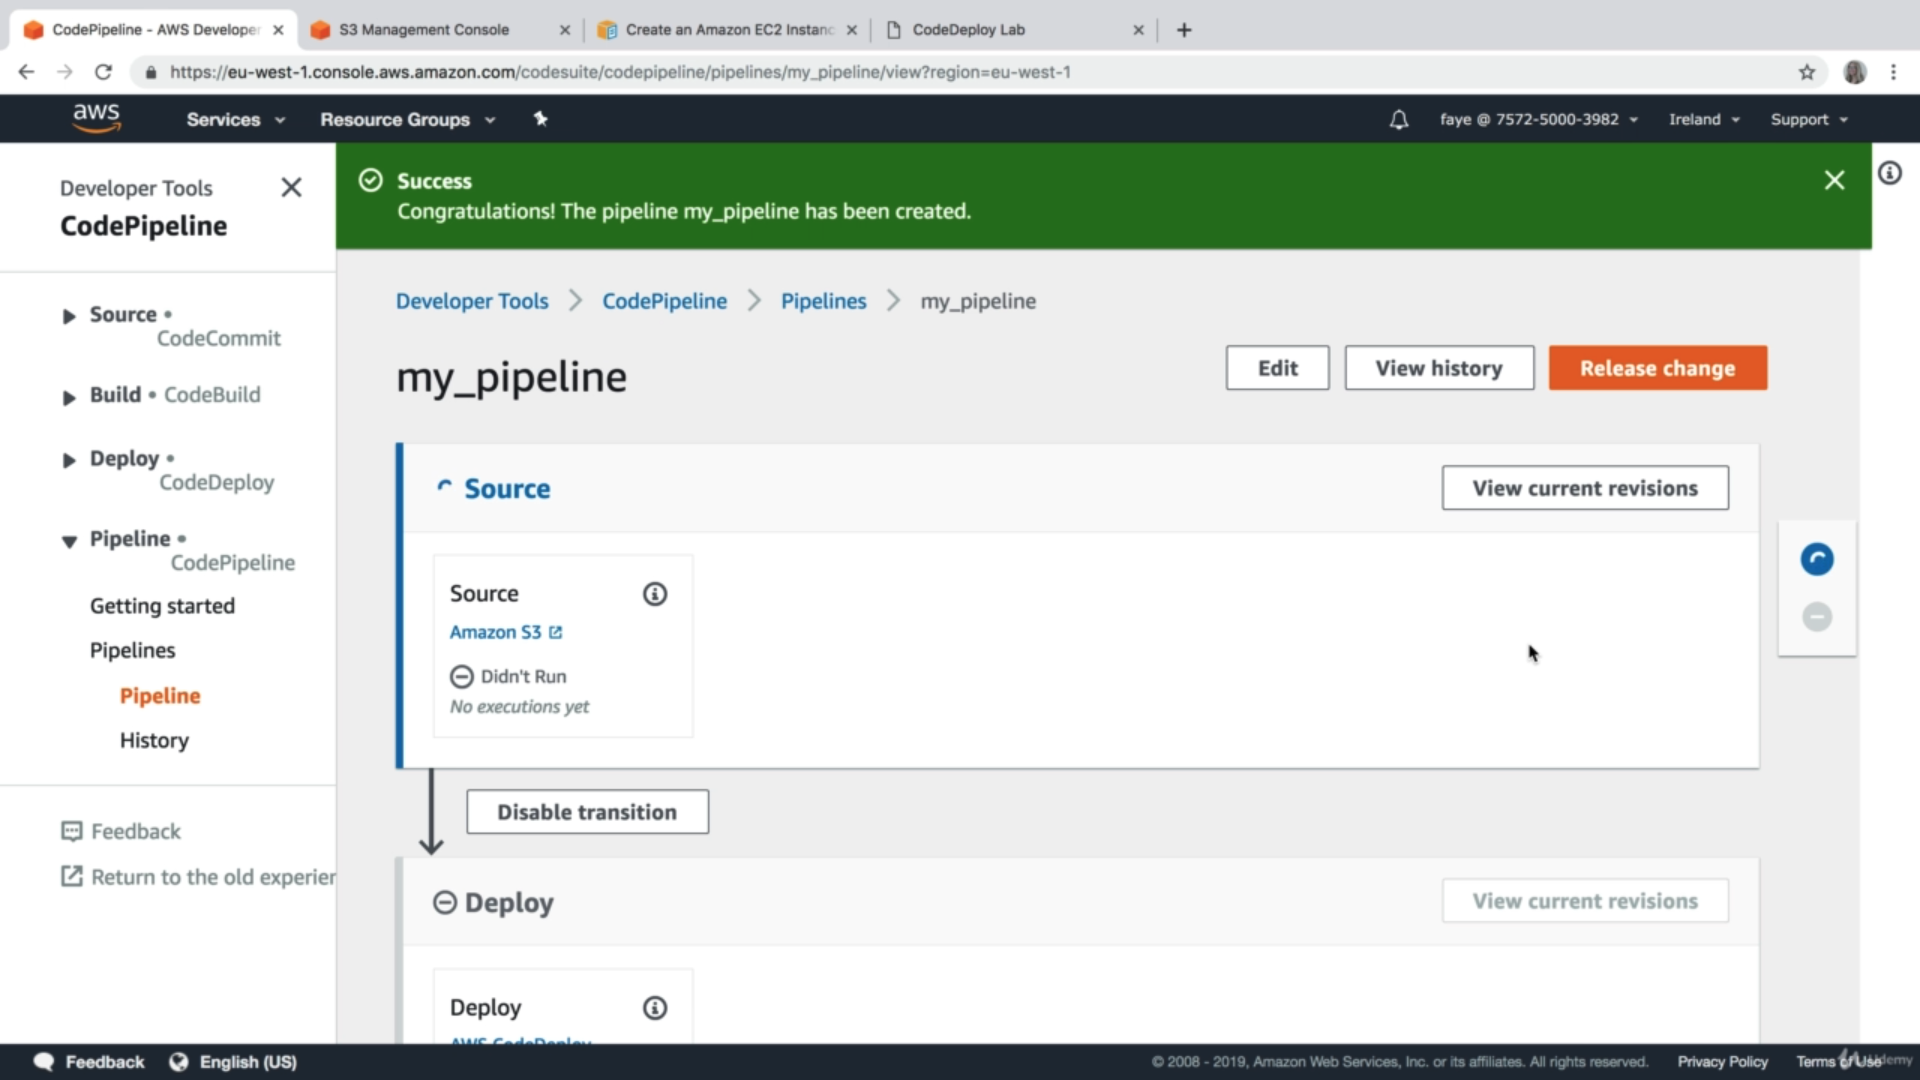 CodePipeline - AWS Developer
S3 Management Console
Create an Amazon EC2 Instanc
CodeDeploy Lab
https://eu-west-1.console.aws.amazon.com/codesuite/codepipeline/pipelines/my_pipeline/view?region=eu-west-1
aws
Services
Resource Groups
faye @ 7572-5000-3982
Ireland
Support
Developer Tools
CodePipeline
Source •
CodeCommit
Build • CodeBuild
Deploy •
CodeDeploy
Pipeline •
CodePipeline
Getting started
Pipelines
Pipeline
History
Feedback
Return to the old experier
Success
Congratulations! The pipeline my_pipeline has been created.
Developer Tools > CodePipeline > Pipelines > my_pipeline
my_pipeline
Edit
View history
Release change
Source
View current revisions
Source
Amazon S3
Didn't Run
No executions yet
Disable transition
Deploy
View current revisions
Deploy
AWS CodeDeploy
Feedback
English (US)
© 2008 - 2019, Amazon Web Services, Inc. or its affiliates. All rights reserved.
Privacy Policy
Terms of Use